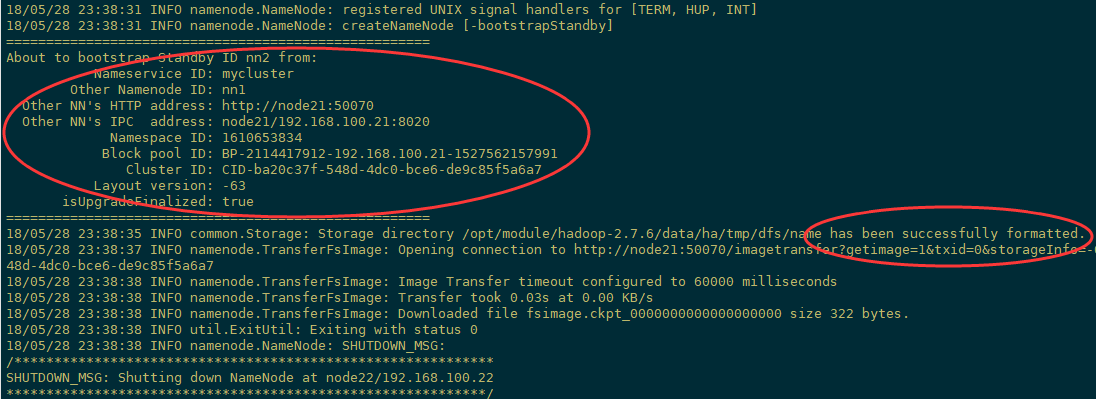 18/05/28 23:38:31 INFO namenode.NameNode: registered UNIX signal handlers for [TERM, HUP, INT]
18/05/28 23:38:31 INFO namenode.NameNode: createNameNode [-bootstrapStandby]
=====================================================
About to bootstrap Standby ID nn2 from:
           Nameservice ID: mycluster
        Other Namenode ID: nn1
  Other NN's HTTP address: http://node21:50070
  Other NN's IPC  address: node21/192.168.100.21:8020
             Namespace ID: 1610653834
            Block pool ID: BP-2114417912-192.168.100.21-1527562157991
               Cluster ID: CID-ba20c37f-548d-4dc0-bce6-de9c85f5a6a7
           Layout version: -63
       isUpgradeFinalized: true
=====================================================
18/05/28 23:38:35 INFO common.Storage: Storage directory /opt/module/hadoop-2.7.6/data/ha/tmp/dfs/name has been successfully formatted.
18/05/28 23:38:37 INFO namenode.TransferFsImage: Opening connection to http://node21:50070/imagetransfer?getimage=1&txid=0&storageInfo=-
48d-4dc0-bce6-de9c85f5a6a7
18/05/28 23:38:38 INFO namenode.TransferFsImage: Image Transfer timeout configured to 60000 milliseconds
18/05/28 23:38:38 INFO namenode.TransferFsImage: Transfer took 0.03s at 0.00 KB/s
18/05/28 23:38:38 INFO namenode.TransferFsImage: Downloaded file fsimage.ckpt_0000000000000000000 size 322 bytes.
18/05/28 23:38:38 INFO util.ExitUtil: Exiting with status 0
18/05/28 23:38:38 INFO namenode.NameNode: SHUTDOWN_MSG:
/************************************************************
SHUTDOWN_MSG: Shutting down NameNode at node22/192.168.100.22
************************************************************/